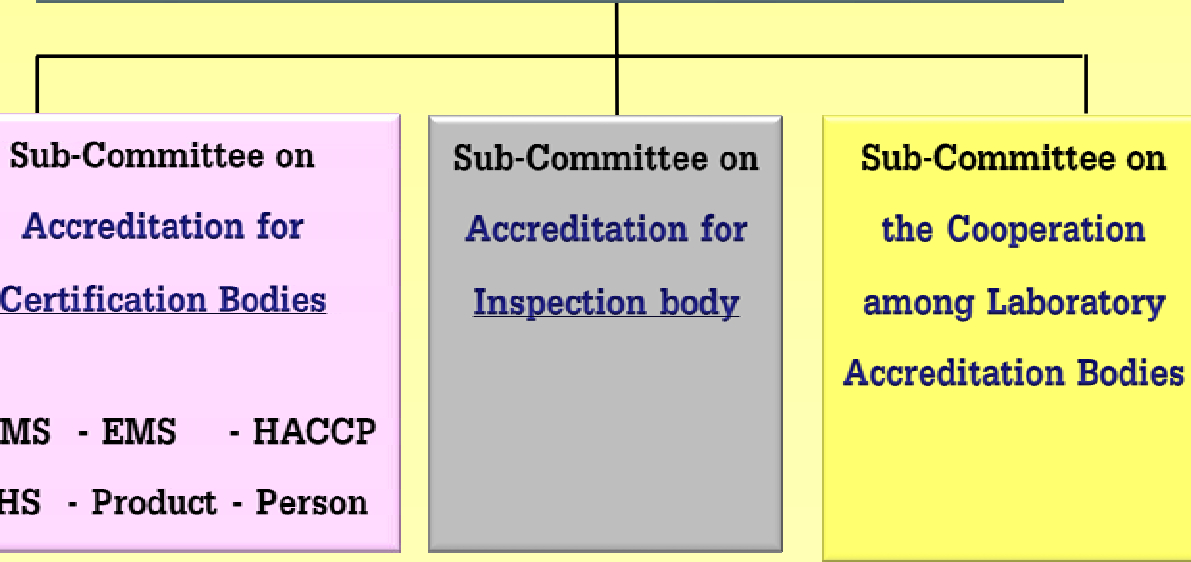 Sub-Committee on
Accreditation for
Certification Bodies
MS - EMS - HACCP
HS - Product - Person
Sub-Committee on
Accreditation for
Inspection body
Sub-Committee on
the Cooperation
among Laboratory
Accreditation Bodies